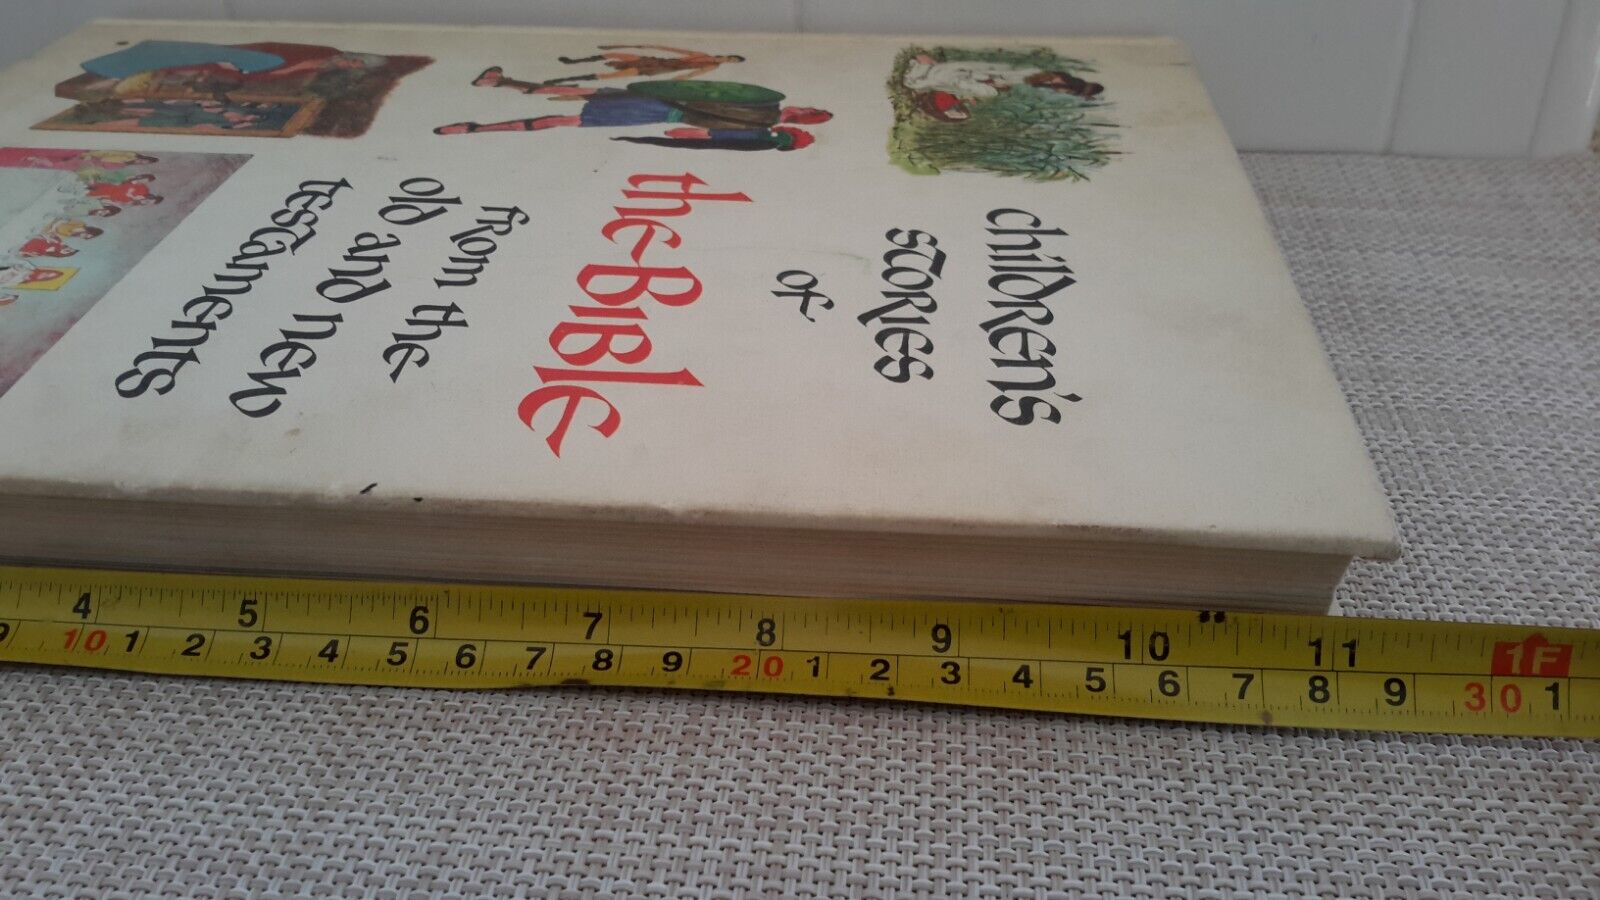 children's
stories
of
the Bible
from the
old and new
testaments
4 5 6 7 8 9 10 " 11 1F
9 10 1 2 3 4 5 6 7 8 9 20 1 2 3 4 5 6 7 8 9 30 1